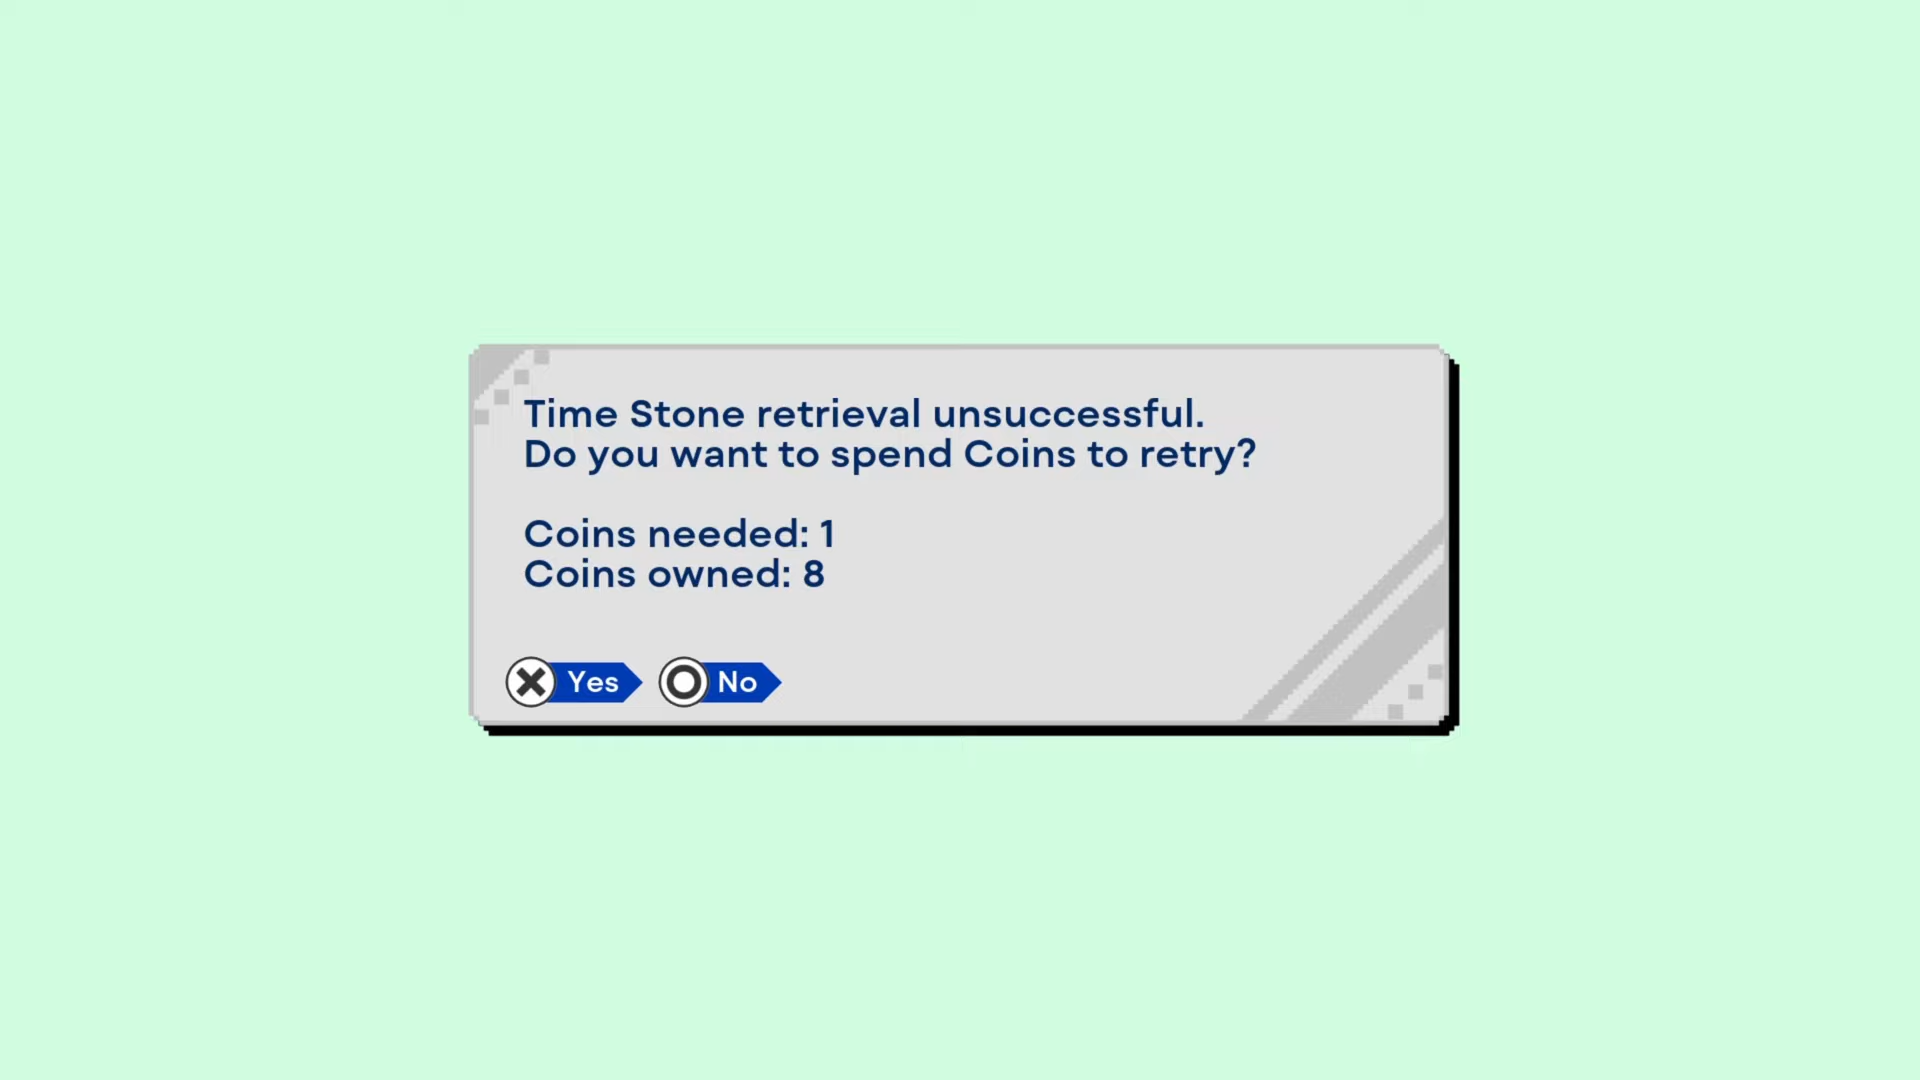 Time Stone retrieval unsuccessful.
Do you want to spend Coins to retry?
Coins needed: 1
Coins owned: 8
Yes No